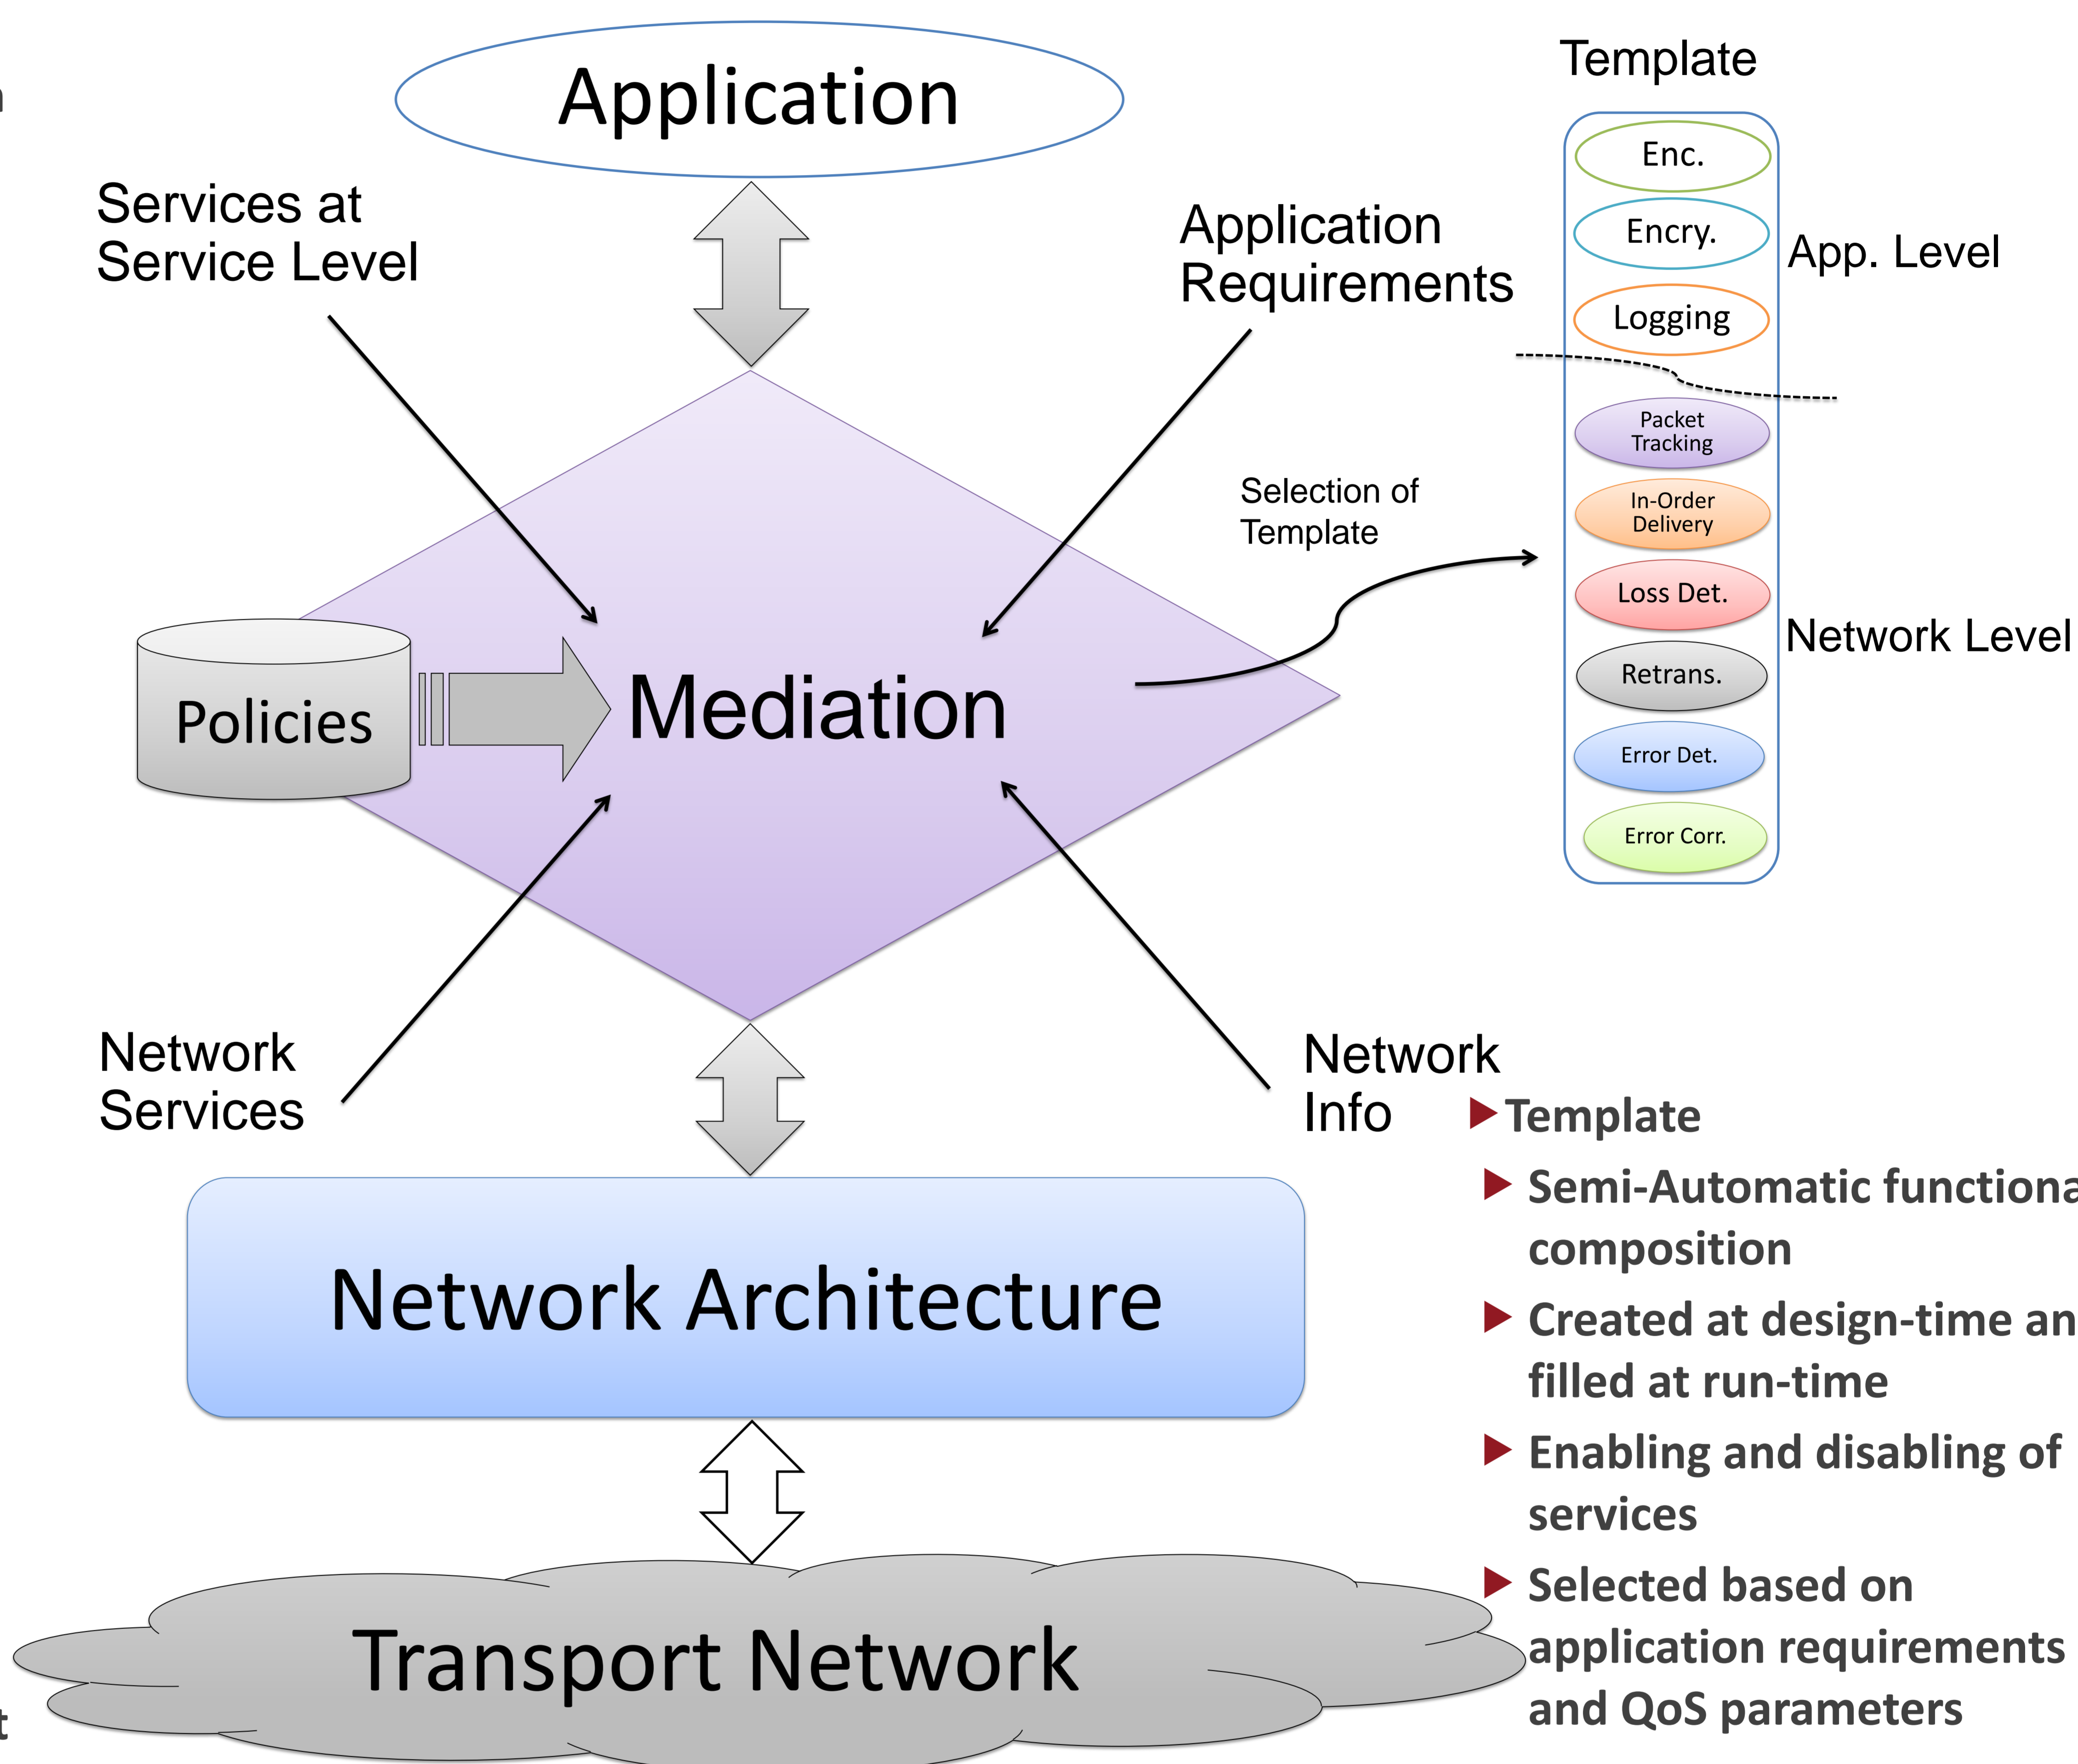 Application
Services at
Service Level
Application
Requirements
Policies
Mediation
Selection of
Template
Network
Services
Network
Info
Network Architecture
Transport Network
Template
Enc.
Encry.
Logging
App. Level
Packet
Tracking
In-Order
Delivery
Loss Det.
Retrans.
Error Det.
Error Corr.
Network Level
Template
Semi-Automatic functiona
composition
Created at design-time an
filled at run-time
Enabling and disabling of
services
Selected based on
application requirements
and QoS parameters